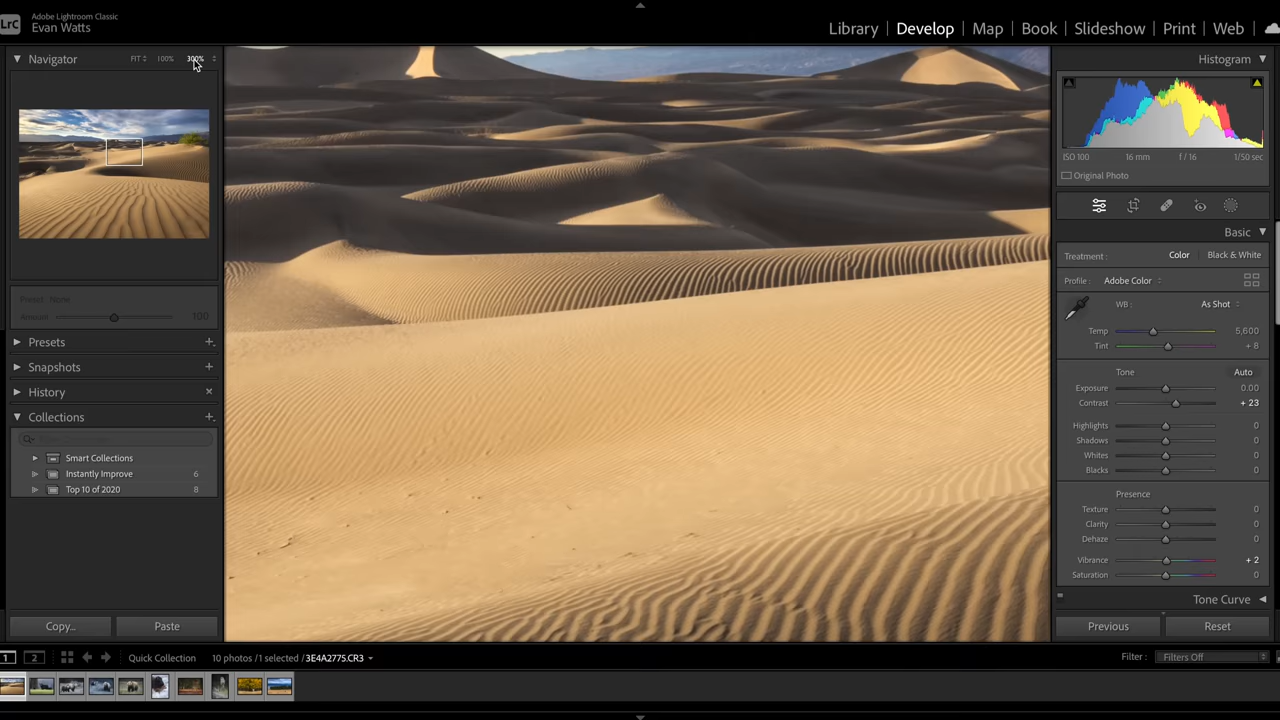 LrC
Adobe Lightroom Classic
Evan Watts
Library | Develop | Map | Book | Slideshow | Print | Web
Navigator FIT 100% 300%
Preset: None
Amount 100
Presets
Snapshots
History
Collections
Smart Collections
Instantly Improve 6
Top 10 of 2020 8
Copy... Paste
Histogram
ISO 100 16 mm f / 16 1/50 sec
Original Photo
Basic
Treatment : Color | Black & White
Profile : Adobe Color
WB : As Shot
Temp 5,600
Tint + 8
Tone Auto
Exposure 0.00
Contrast + 23
Highlights 0
Shadows 0
Whites 0
Blacks 0
Presence
Texture 0
Clarity 0
Dehaze 0
Vibrance + 2
Saturation 0
Tone Curve
Previous Reset
1 2 Quick Collection 10 photos /1 selected /3E4A2775.CR3 Filter : Filters Off